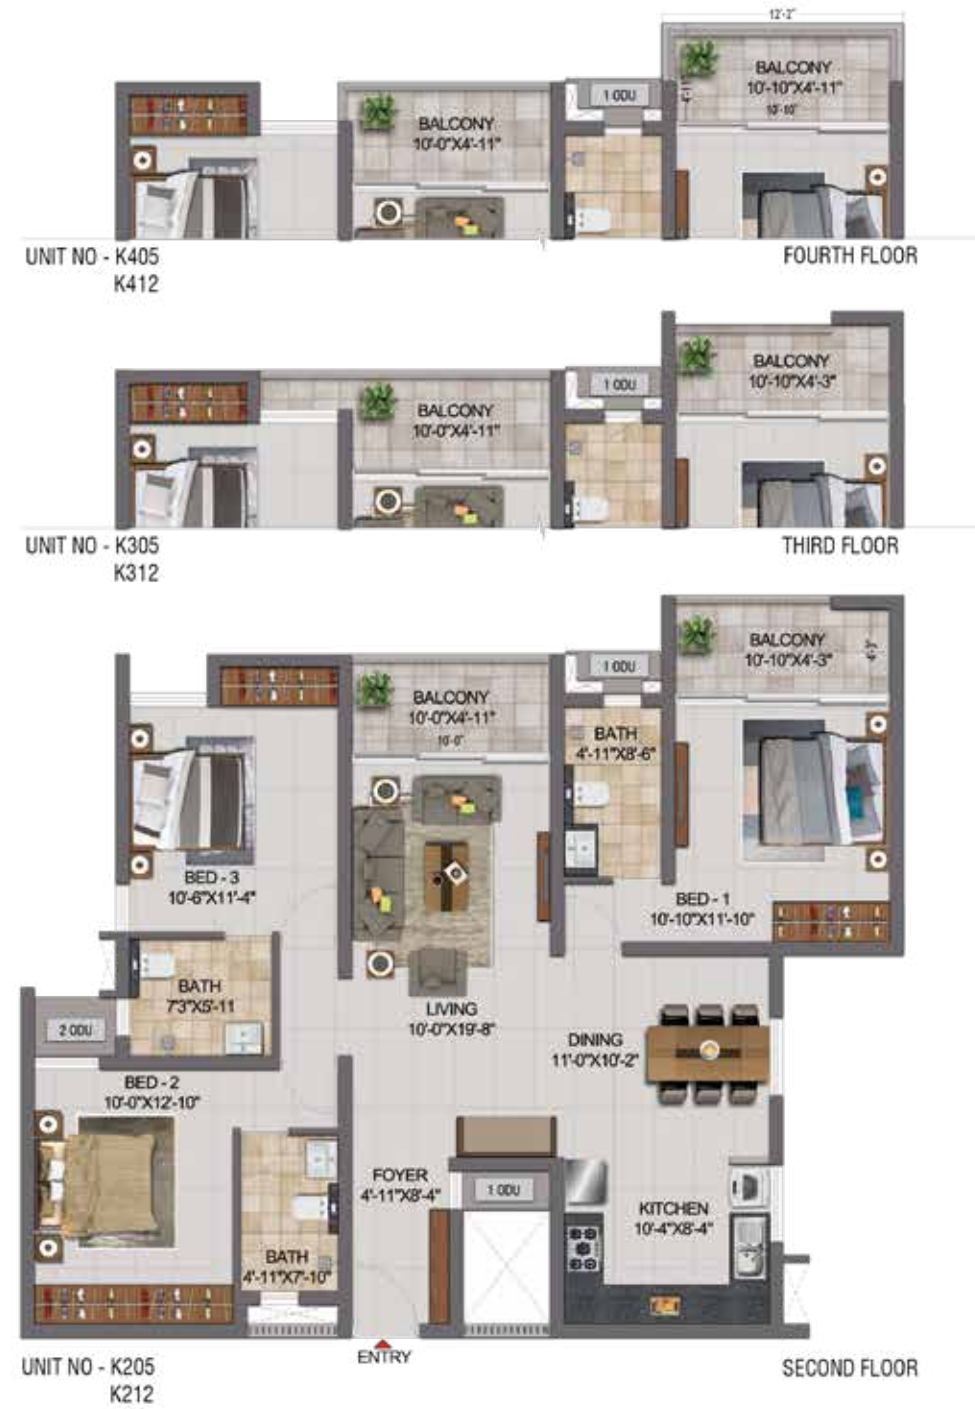 12'-2"
BALCONY
10'-10"X4'-11"
4'-11"
10'-10"
1 ODU
BALCONY
10'-0"X4'-11"
UNIT NO - K405
K412
FOURTH FLOOR
BALCONY
10'-10"X4'-3"
1 ODU
BALCONY
10'-0"X4'-11"
UNIT NO - K305
K312
THIRD FLOOR
BALCONY
10'-10"X4'-3"
4'-3"
1 ODU
BALCONY
10'-0"X4'-11"
10'-0"
BATH
4'-11"X8'-6"
BED - 3
10'-6"X11'-4"
BED - 1
10'-10"X11'-10"
BATH
7'3"X5'-11
LIVING
10'-0"X19'-8"
2 ODU
DINING
11'-0"X10'-2"
BED - 2
10'-0"X12'-10"
FOYER
4'-11"X8'-4"
1 ODU
KITCHEN
10'-4"X8'-4"
BATH
4'-11"X7'-10"
ENTRY
UNIT NO - K205
K212
SECOND FLOOR